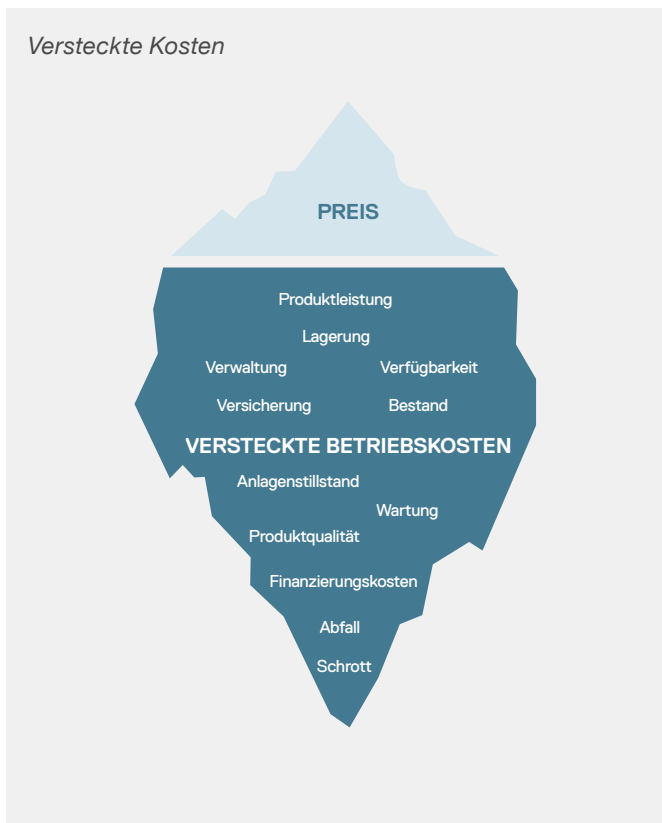 Versteckte Kosten
PREIS
Produktleistung
Lagerung
Verwaltung Verfügbarkeit
Versicherung Bestand
VERSTECKTE BETRIEBSKOSTEN
Anlagenstillstand
Wartung
Produktqualität
Finanzierungskosten
Abfall
Schrott